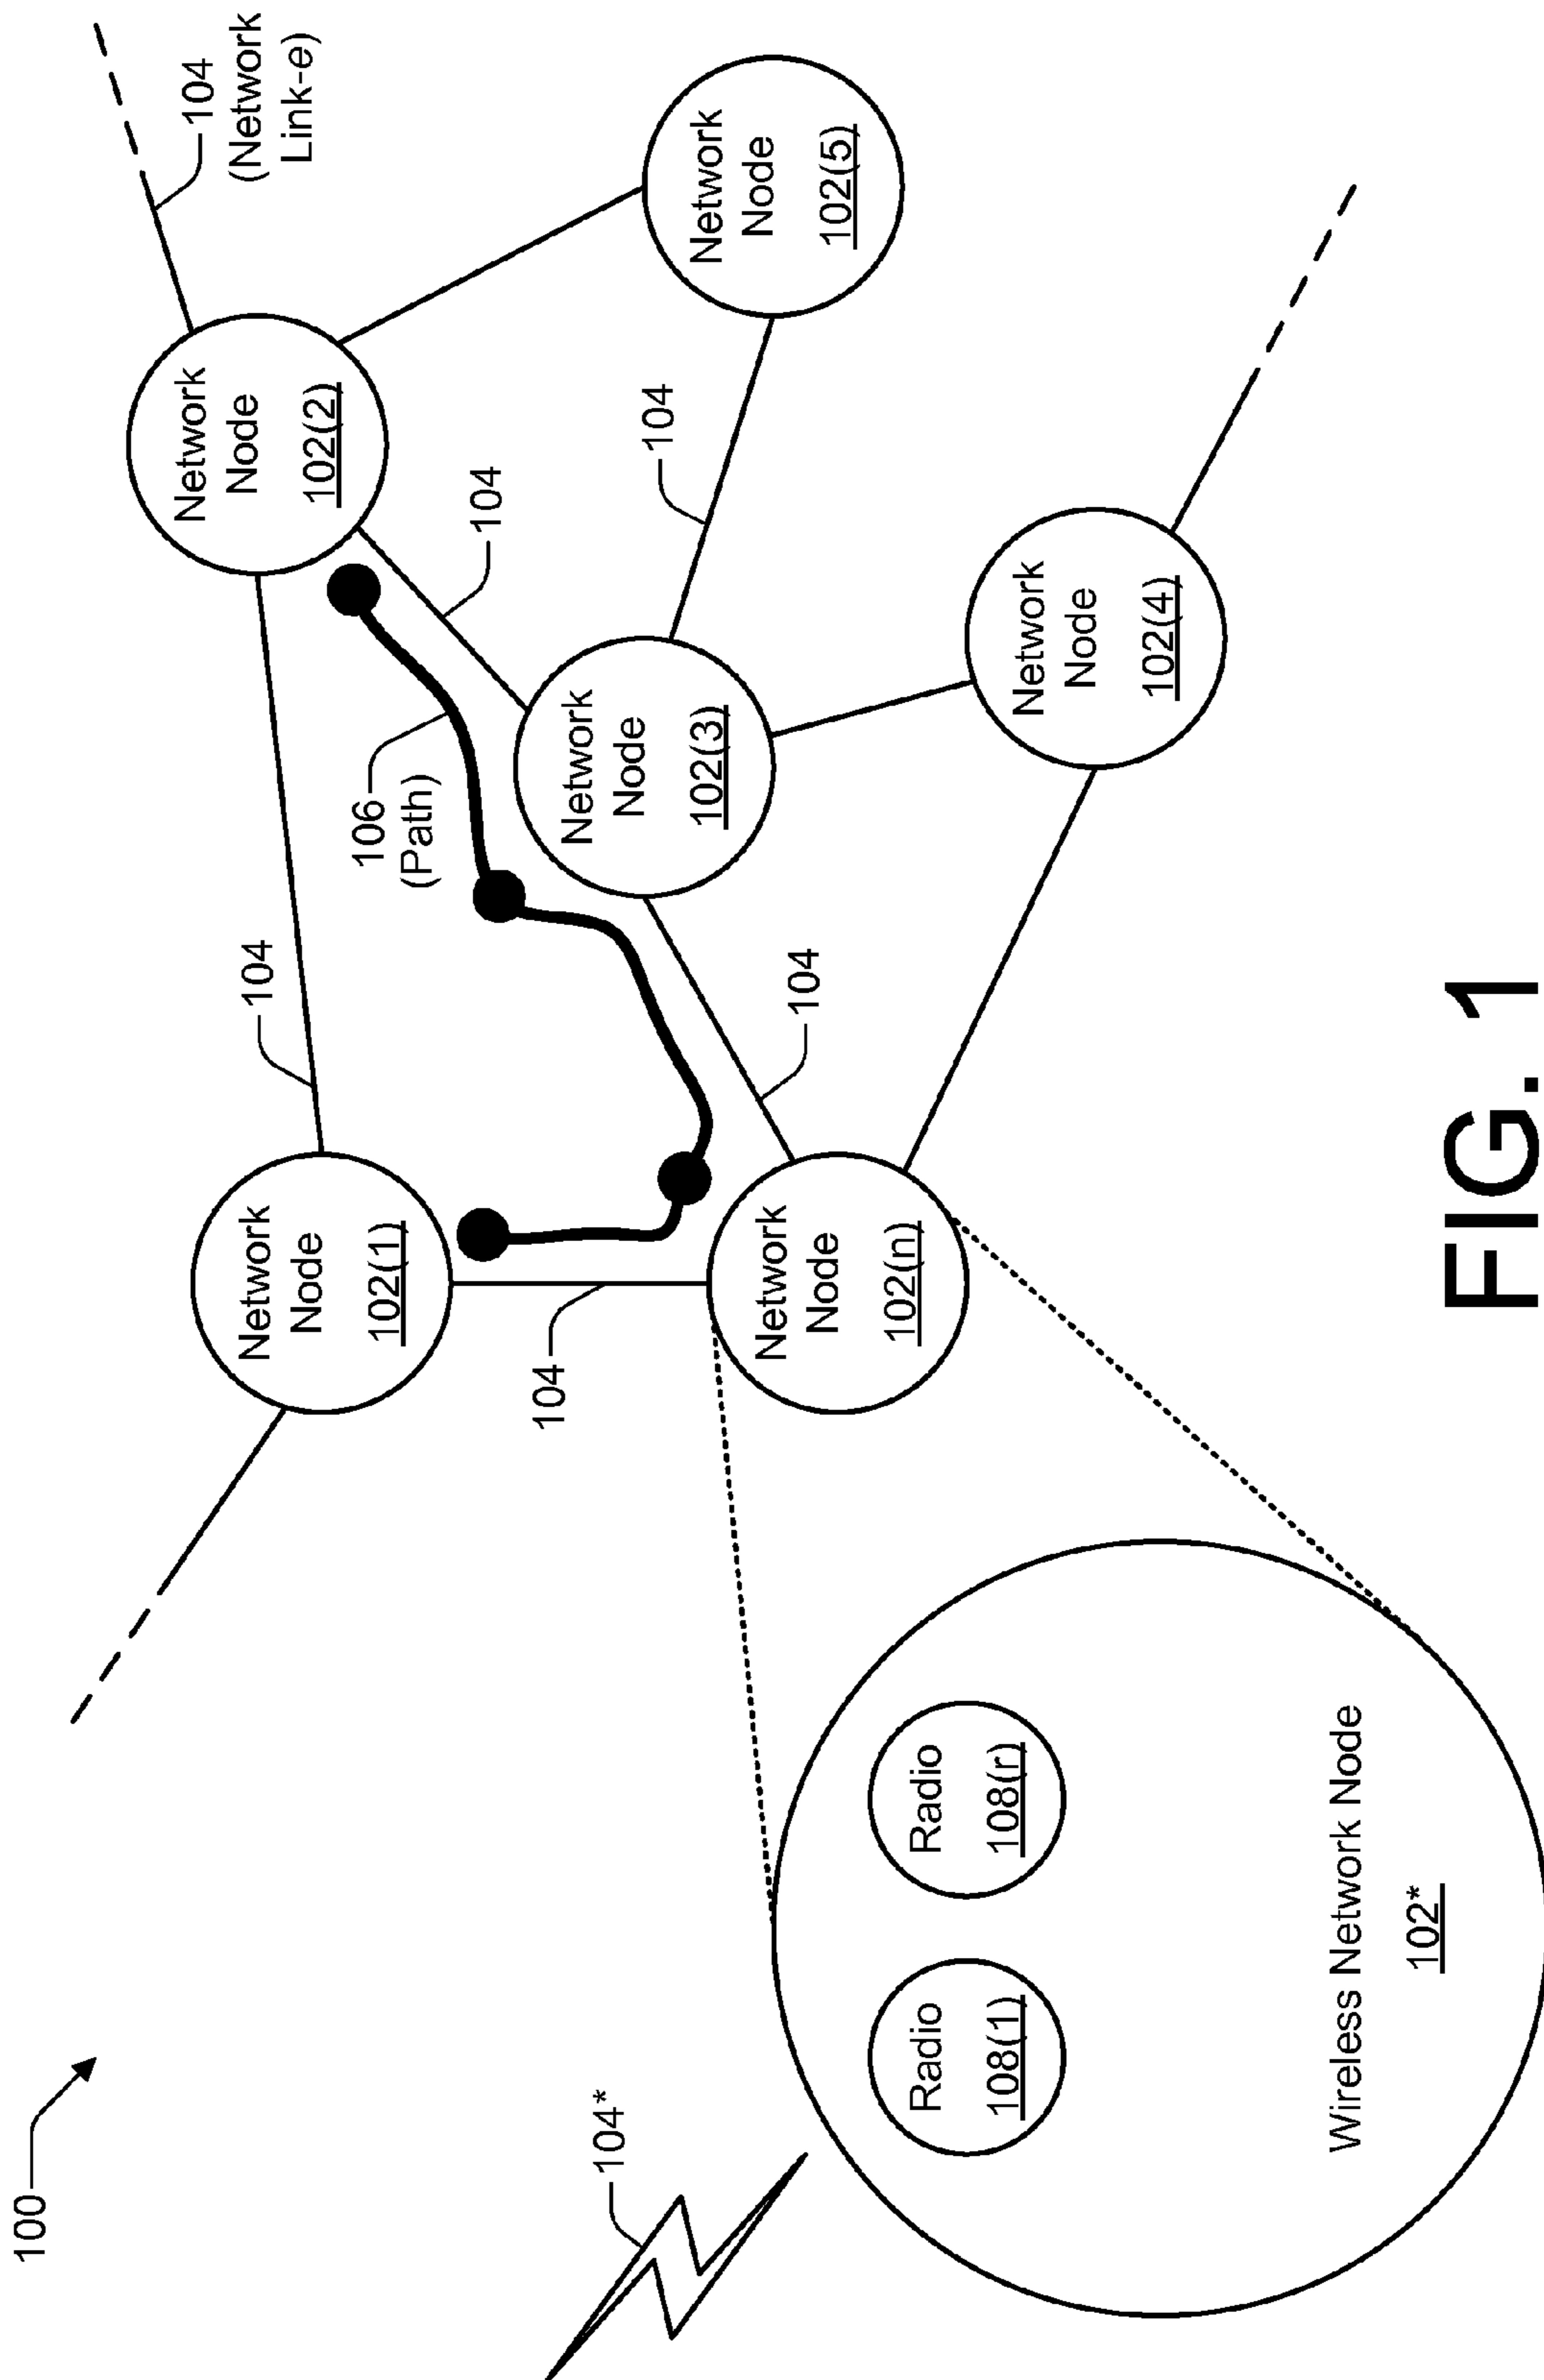 100
104
(Network
Link-e)
Network
Node
102(1)
104
Network
Node
102(2)
106
(Path)
104
104
104
Network
Node
102(3)
Network
Node
102(5)
104
Network
Node
102(n)
104*
Radio
108(1)
Radio
108(r)
Network
Node
102(4)
Wireless Network Node
102*
FIG. 1